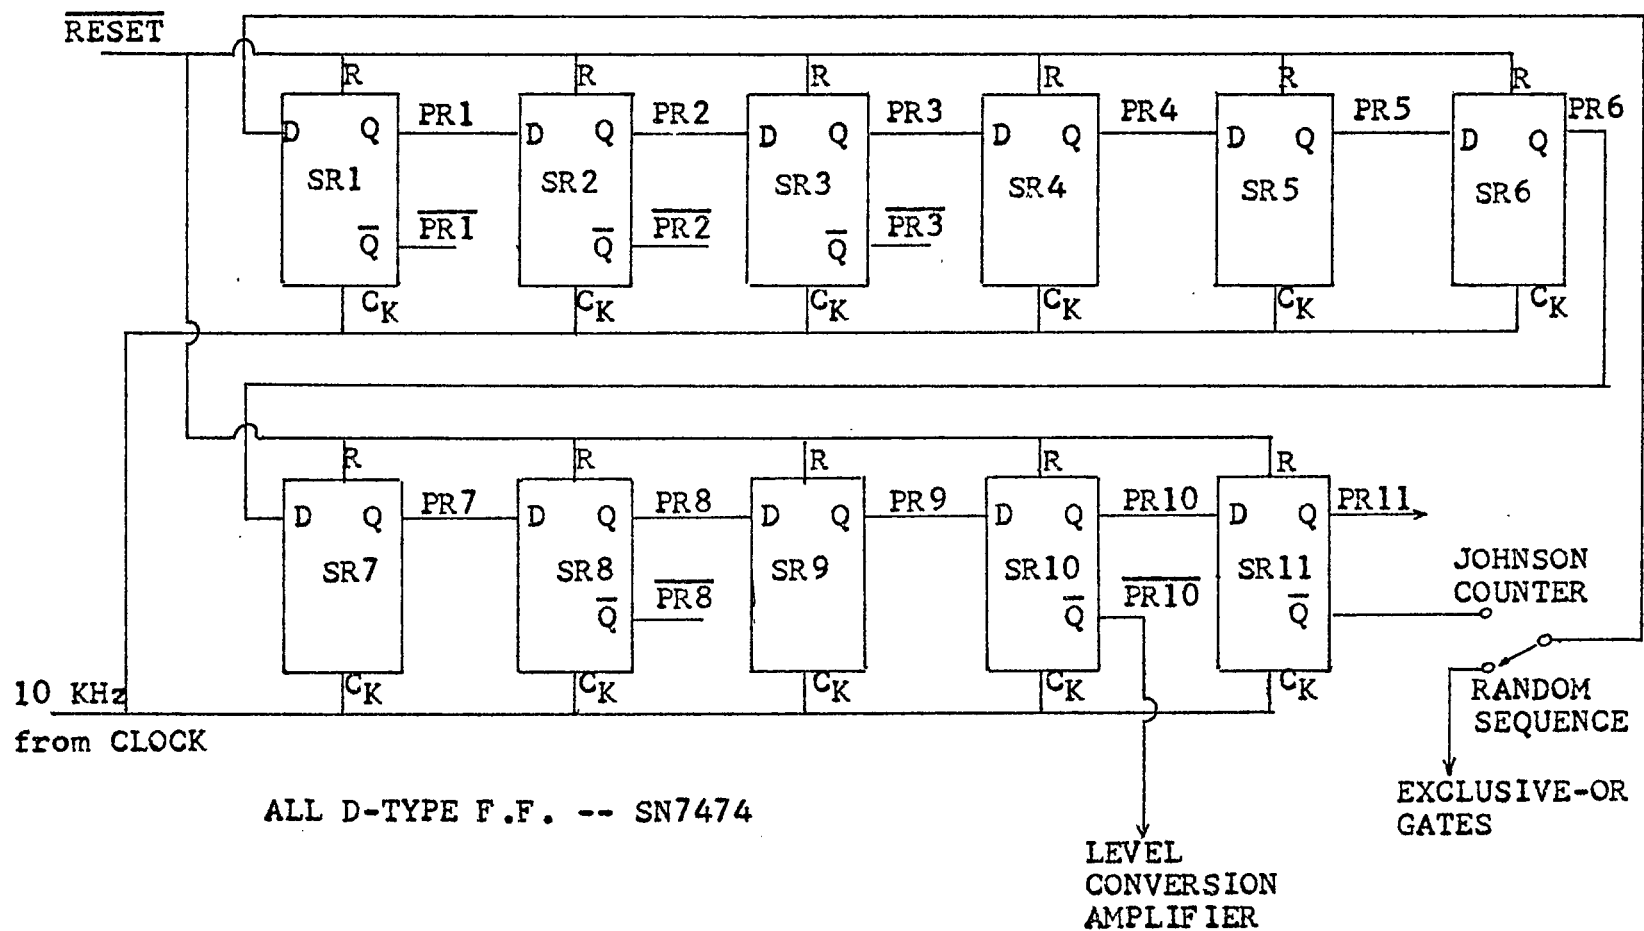 RESET
R R R R R R
D Q PR1 D Q PR2 D Q PR3 D Q PR4 D Q PR5 D Q PR6
SR1 SR2 SR3 SR4 SR5 SR6
Q PR1 Q PR2 Q PR3
CK CK CK CK CK CK
R R R R R
D Q PR7 D Q PR8 D Q PR9 D Q PR10 D Q PR11
SR7 SR8 SR9 SR10 SR11
Q PR8 Q PR10 Q
JOHNSON
COUNTER
CK CK CK CK CK
RANDOM
SEQUENCE
10 KHz
from CLOCK
EXCLUSIVE-OR
GATES
ALL D-TYPE F.F. -- SN7474
LEVEL
CONVERSION
AMPLIFIER